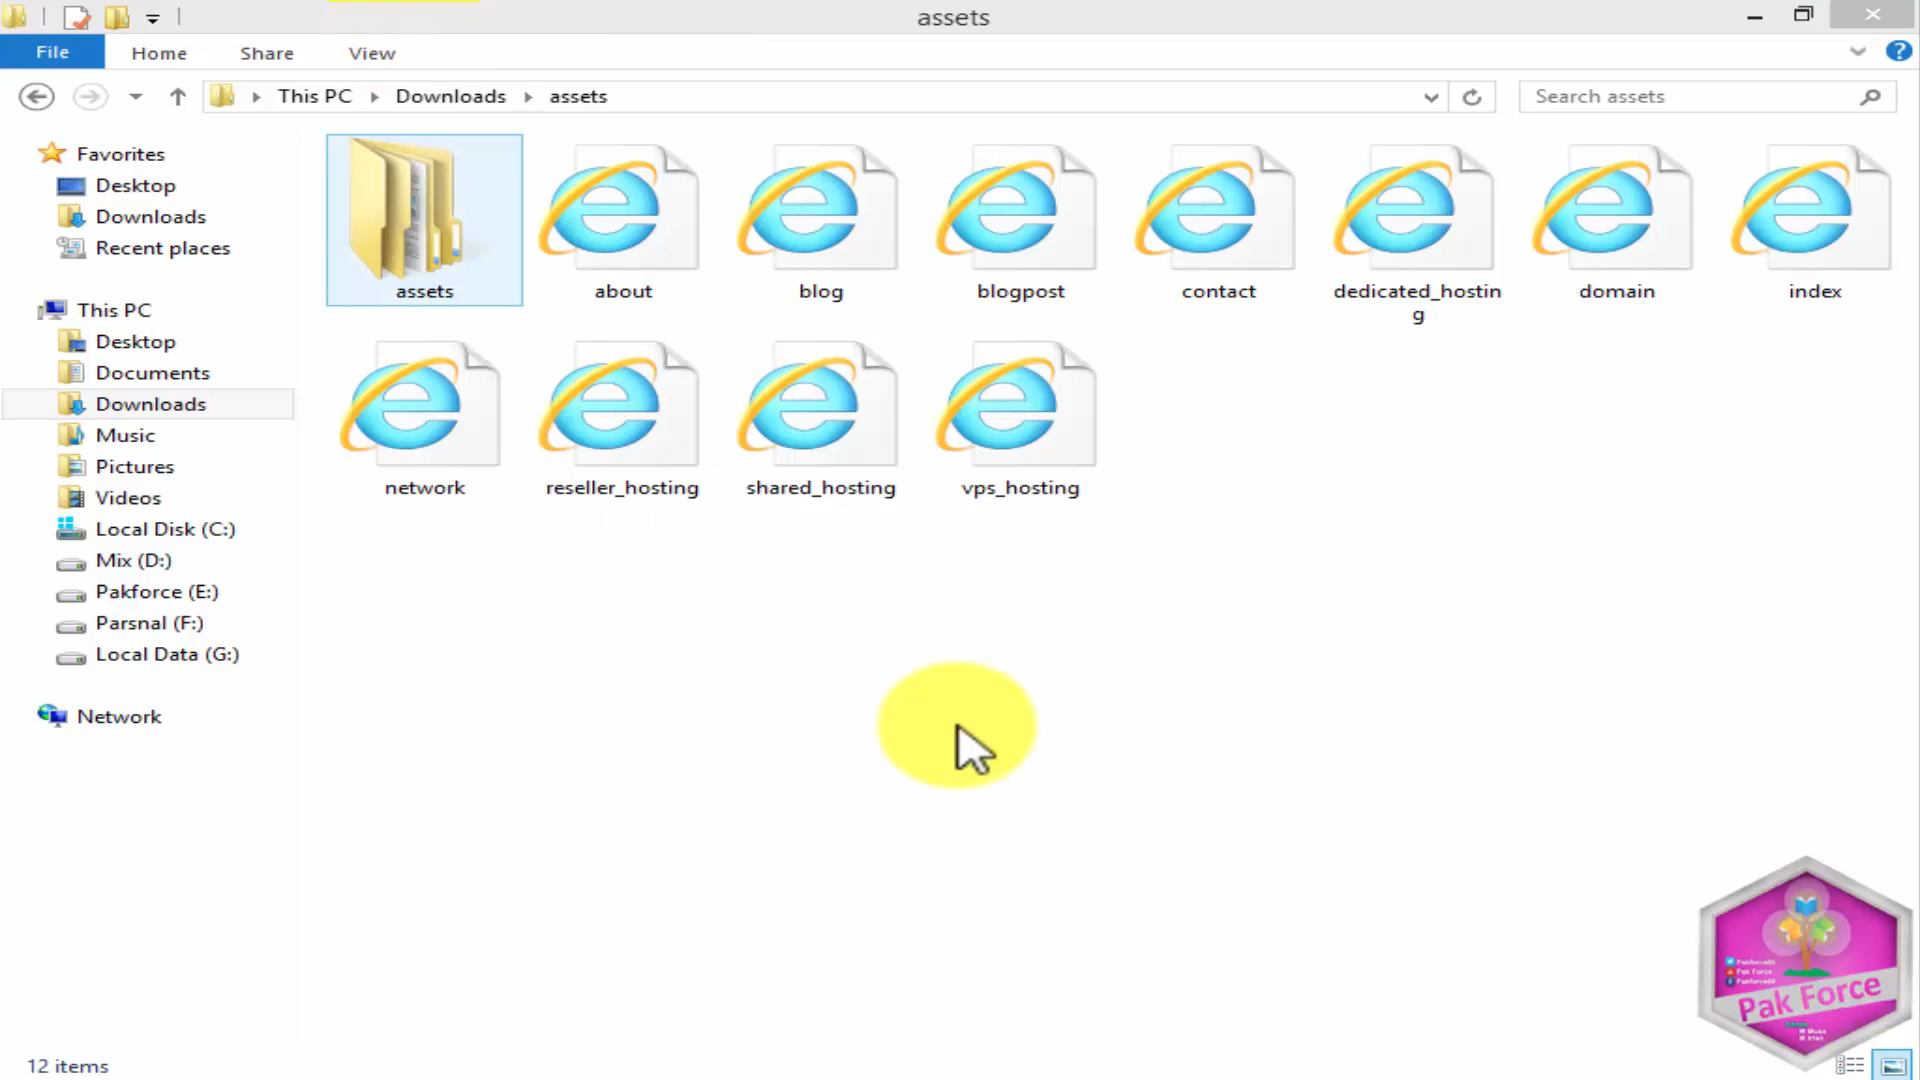 assets
File
Home
Share
View
This PC
Downloads
assets
Search assets
Favorites
Desktop
Downloads
Recent places
This PC
Desktop
Documents
Downloads
Music
Pictures
Videos
Local Disk (C:)
Mix (D:)
Pakforce (E:)
Parsnal (F:)
Local Data (G:)
Network
assets
about
blog
blogpost
contact
dedicated_hostin
g
domain
index
network
reseller_hosting
shared_hosting
vps_hosting
12 items
Pak Force